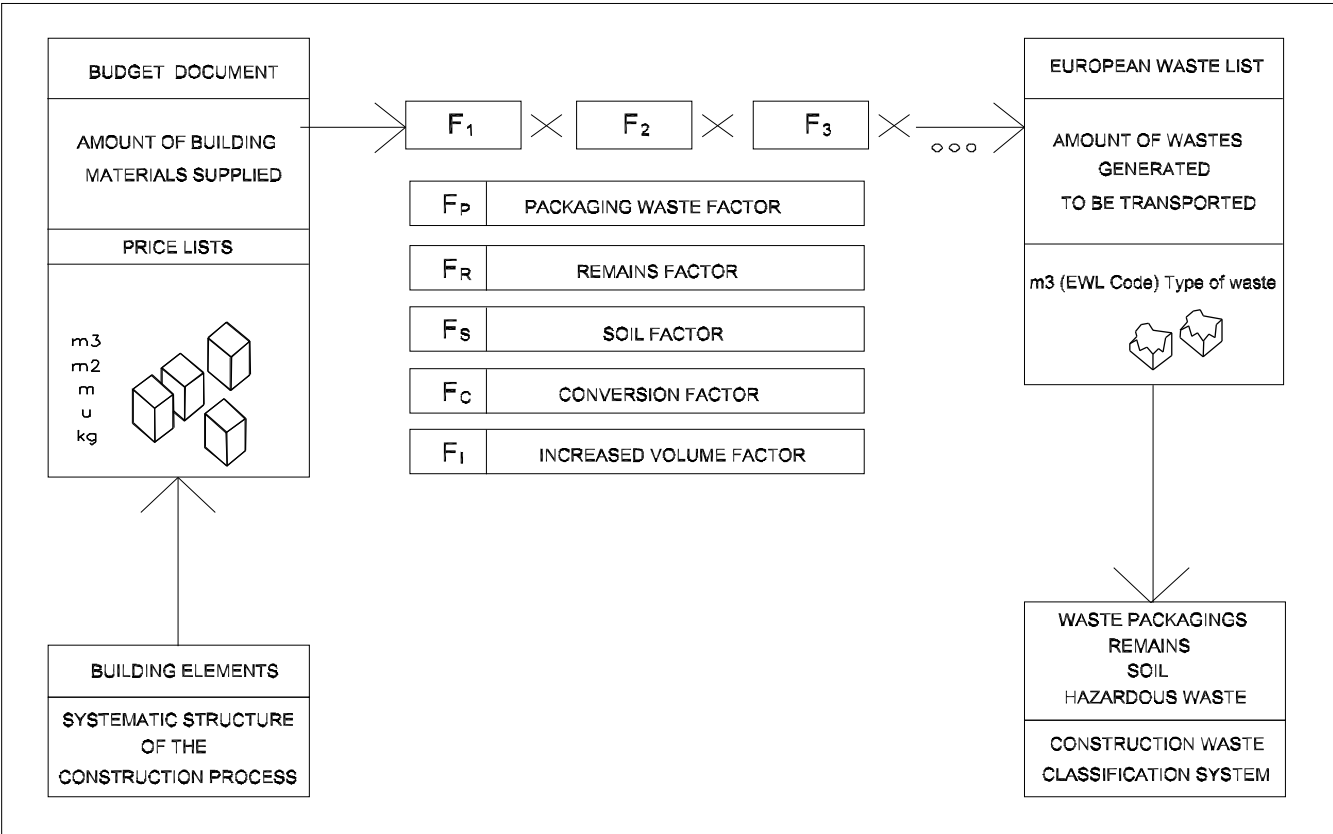 BUDGET DOCUMENT
AMOUNT OF BUILDING
MATERIALS SUPPLIED
PRICE LISTS
m3
m2
m
u
kg
BUILDING ELEMENTS
SYSTEMATIC STRUCTURE
OF THE
CONSTRUCTION PROCESS
F1 × F2 × F3 × ...
FP PACKAGING WASTE FACTOR
FR REMAINS FACTOR
FS SOIL FACTOR
FC CONVERSION FACTOR
FI INCREASED VOLUME FACTOR
EUROPEAN WASTE LIST
AMOUNT OF WASTES
GENERATED
TO BE TRANSPORTED
m3 (EWL Code) Type of waste
WASTE PACKAGINGS
REMAINS
SOIL
HAZARDOUS WASTE
CONSTRUCTION WASTE
CLASSIFICATION SYSTEM